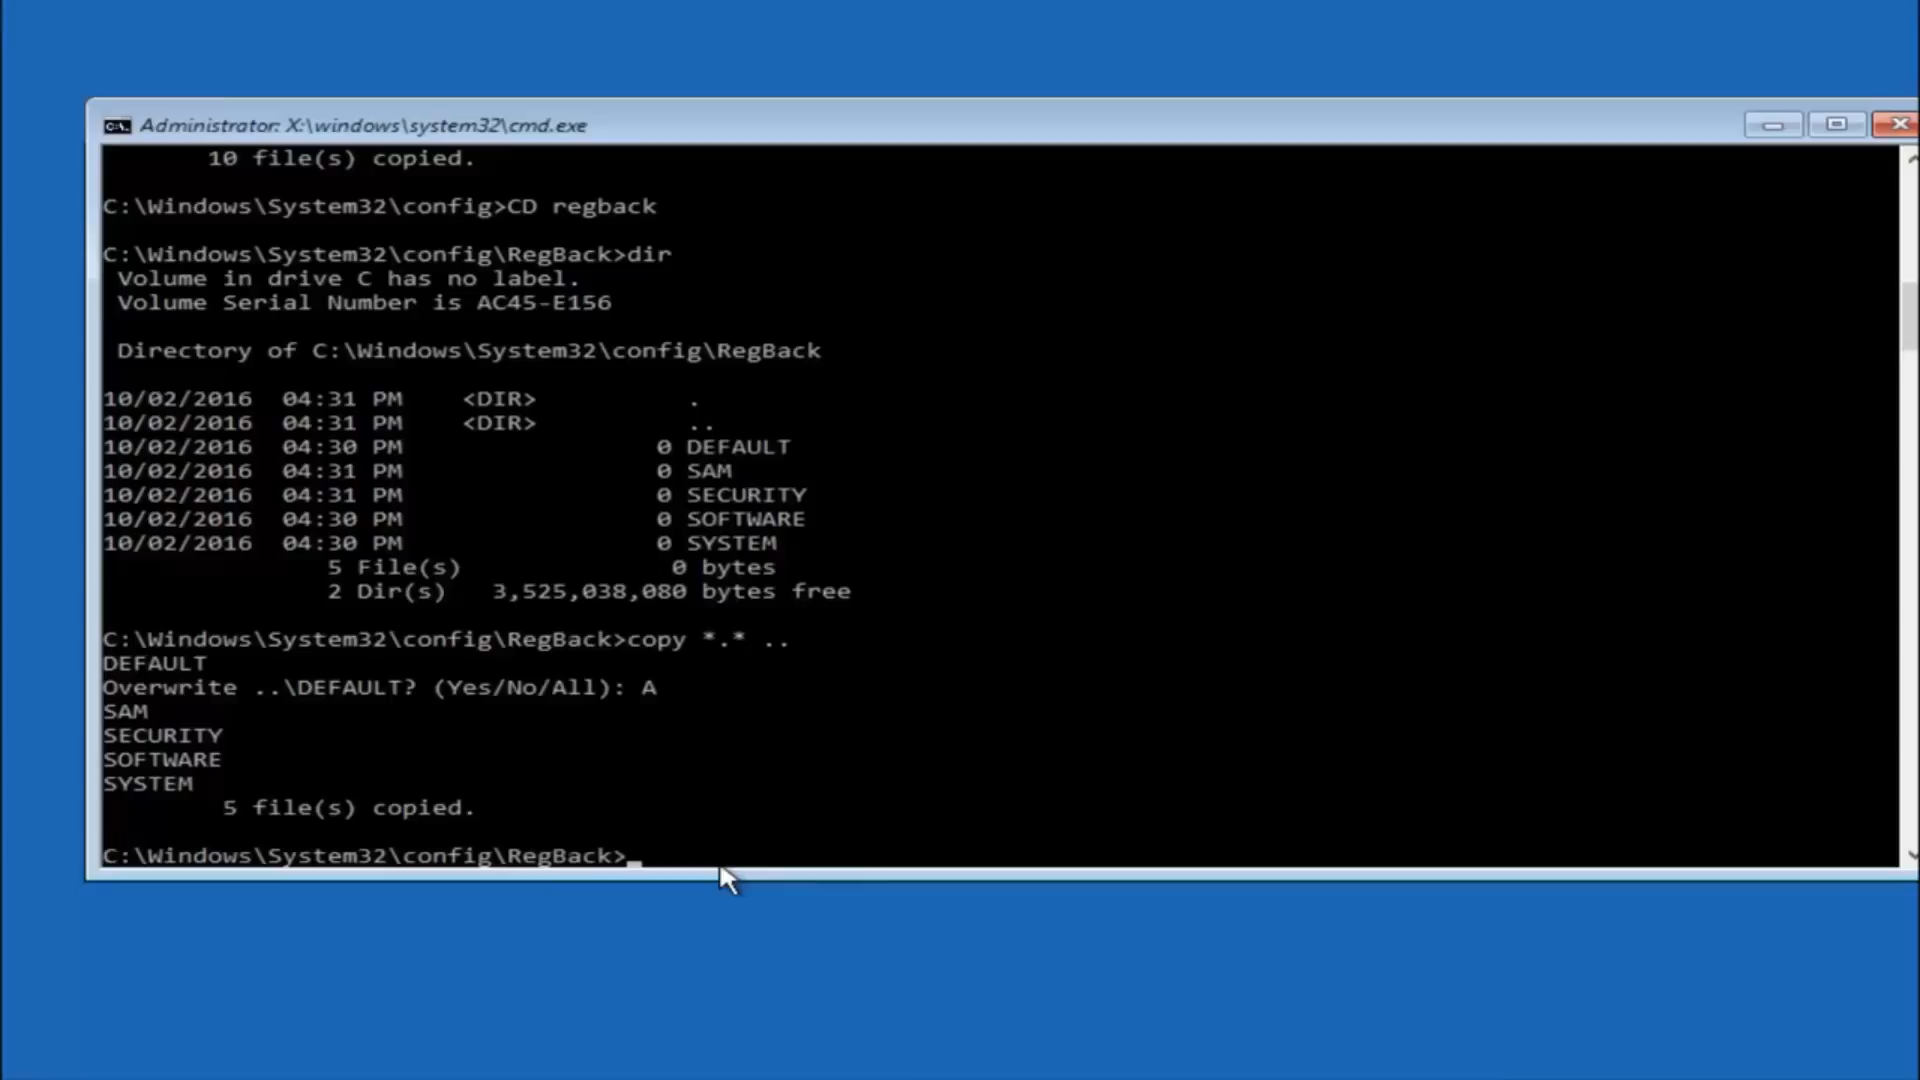 Administrator: X:\windows\system32\cmd.exe
10 file(s) copied.
C:\Windows\System32\config>CD regback
C:\Windows\System32\config\RegBack>dir
Volume in drive C has no label.
Volume Serial Number is AC45-E156
Directory of C:\Windows\System32\config\RegBack
10/02/2016  04:31 PM    <DIR>          .
10/02/2016  04:31 PM    <DIR>          ..
10/02/2016  04:30 PM                 0 DEFAULT
10/02/2016  04:31 PM                 0 SAM
10/02/2016  04:31 PM                 0 SECURITY
10/02/2016  04:30 PM                 0 SOFTWARE
10/02/2016  04:30 PM                 0 SYSTEM
5 File(s)              0 bytes
2 Dir(s)   3,525,038,080 bytes free
C:\Windows\System32\config\RegBack>copy *.* ..
DEFAULT
Overwrite ..\DEFAULT? (Yes/No/All): A
SAM
SECURITY
SOFTWARE
SYSTEM
5 file(s) copied.
C:\Windows\System32\config\RegBack>